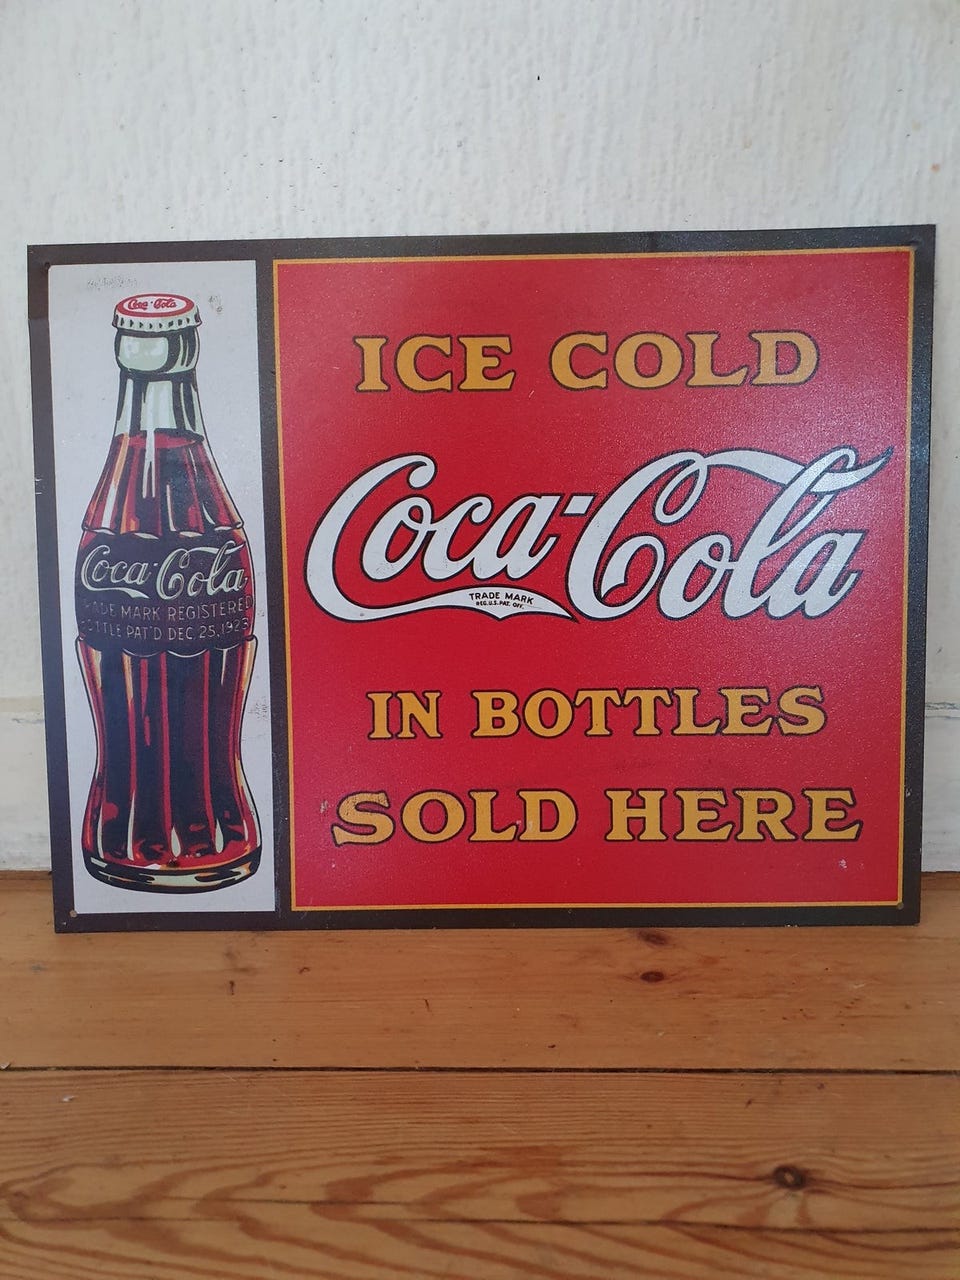 Coca-Cola
Coca-Cola
TRADE MARK REGISTERED
BOTTLE PAT'D DEC. 25, 1923
ICE COLD
Coca-Cola
TRADE MARK
REG.U.S.PAT. OFF.
IN BOTTLES
SOLD HERE